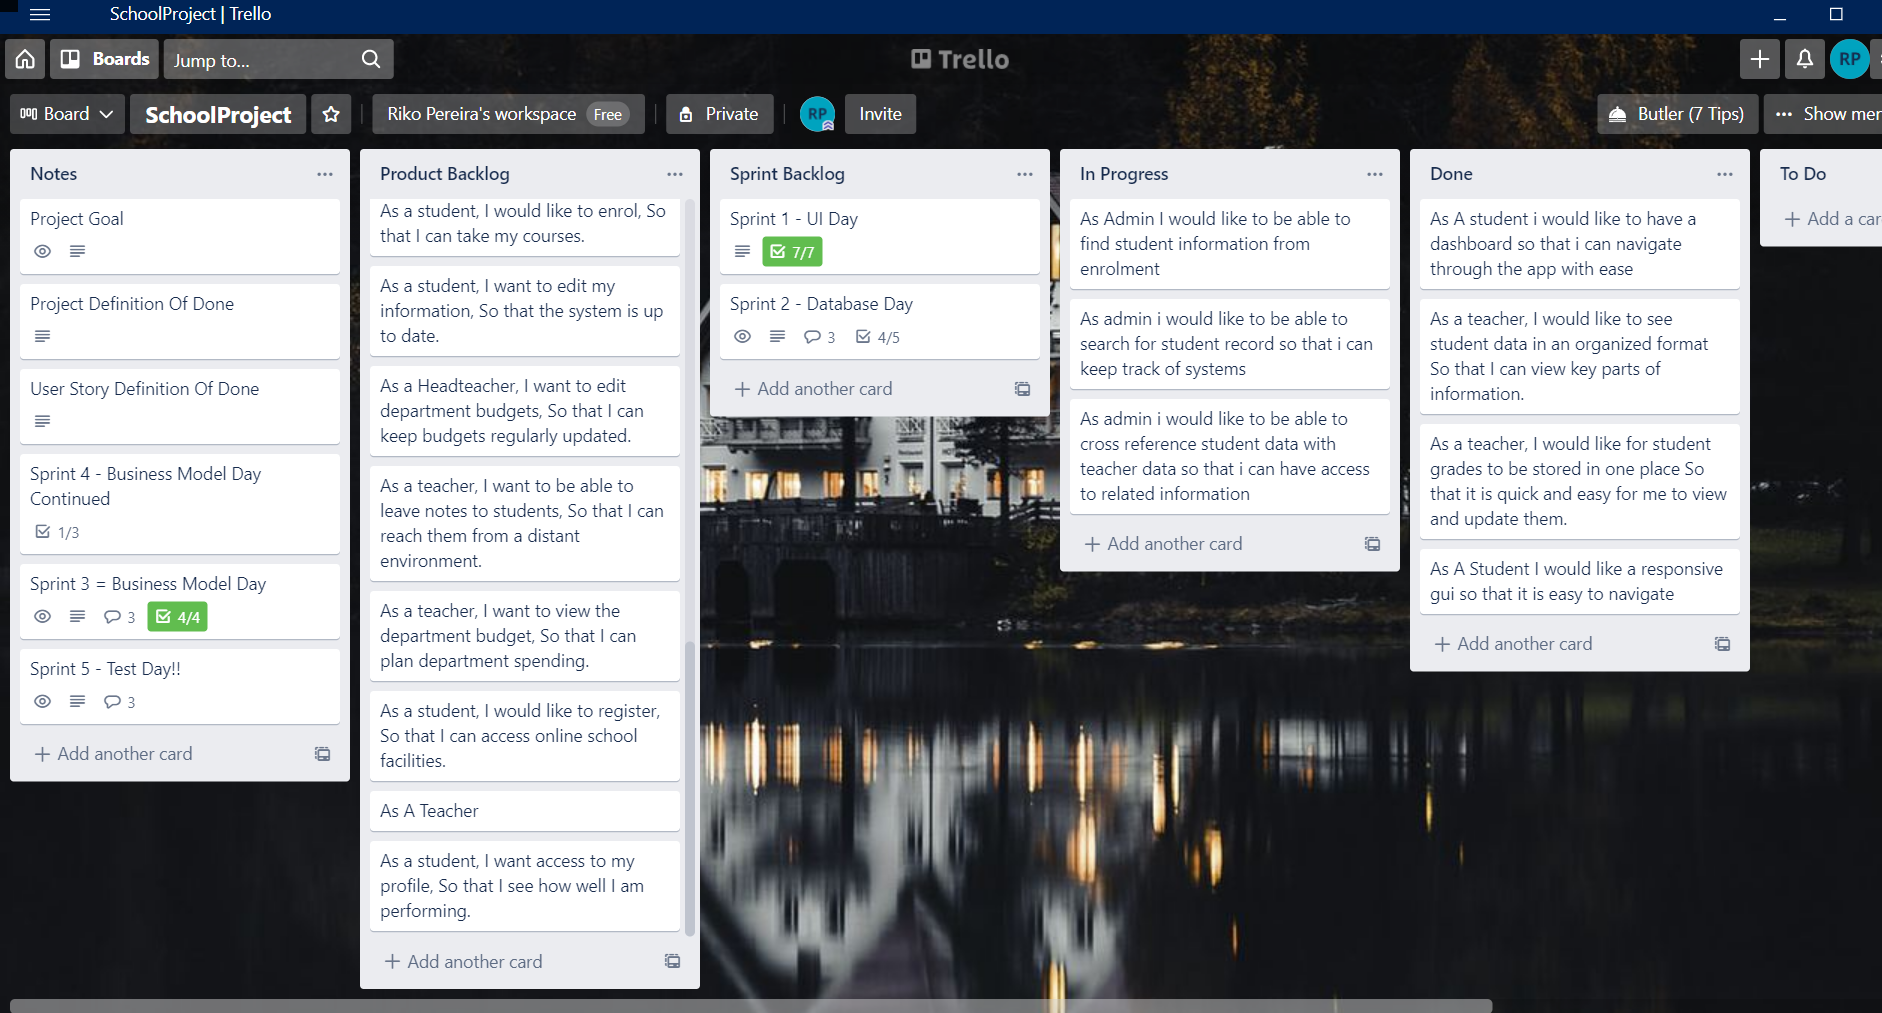 SchoolProject | Trello
Boards
Jump to...
Trello
RP
Board
SchoolProject
Riko Pereira's workspace Free
Private
RP
Invite
Butler (7 Tips)
Show mer
Notes
Project Goal
Project Definition Of Done
User Story Definition Of Done
Sprint 4 - Business Model Day
Continued
1/3
Sprint 3 = Business Model Day
3
4/4
Sprint 5 - Test Day!!
3
Add another card
Product Backlog
As a student, I would like to enrol, So
that I can take my courses.
As a student, I want to edit my
information, So that the system is up
to date.
As a Headteacher, I want to edit
department budgets, So that I can
keep budgets regularly updated.
As a teacher, I want to be able to
leave notes to students, So that I can
reach them from a distant
environment.
As a teacher, I want to view the
department budget, So that I can
plan department spending.
As a student, I would like to register,
So that I can access online school
facilities.
As A Teacher
As a student, I want access to my
profile, So that I see how well I am
performing.
Add another card
Sprint Backlog
Sprint 1 - UI Day
7/7
Sprint 2 - Database Day
3
4/5
Add another card
In Progress
As Admin I would like to be able to
find student information from
enrolment
As admin i would like to be able to
search for student record so that i can
keep track of systems
As admin i would like to be able to
cross reference student data with
teacher data so that i can have access
to related information
Add another card
Done
As A student i would like to have a
dashboard so that i can navigate
through the app with ease
As a teacher, I would like to see
student data in an organized format
So that I can view key parts of
information.
As a teacher, I would like for student
grades to be stored in one place So
that it is quick and easy for me to view
and update them.
As A Student I would like a responsive
gui so that it is easy to navigate
Add another card
To Do
Add a car